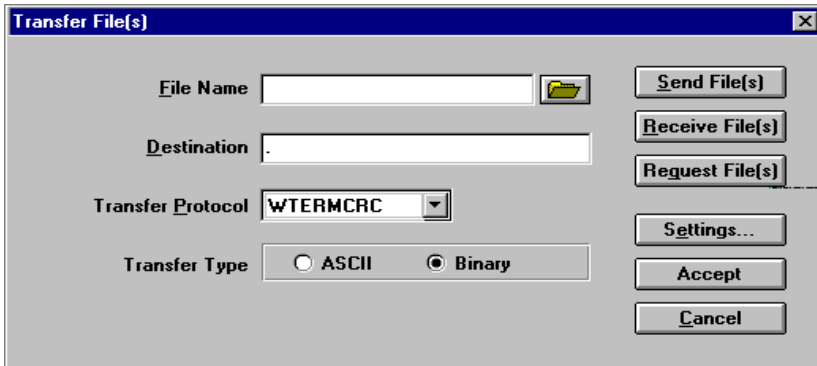 Transfer File(s)
File Name
Send File(s)
Receive File(s)
Destination
.
Request File(s)
Transfer Protocol
WTERMCRC
Settings...
Transfer Type
ASCII
Binary
Accept
Cancel